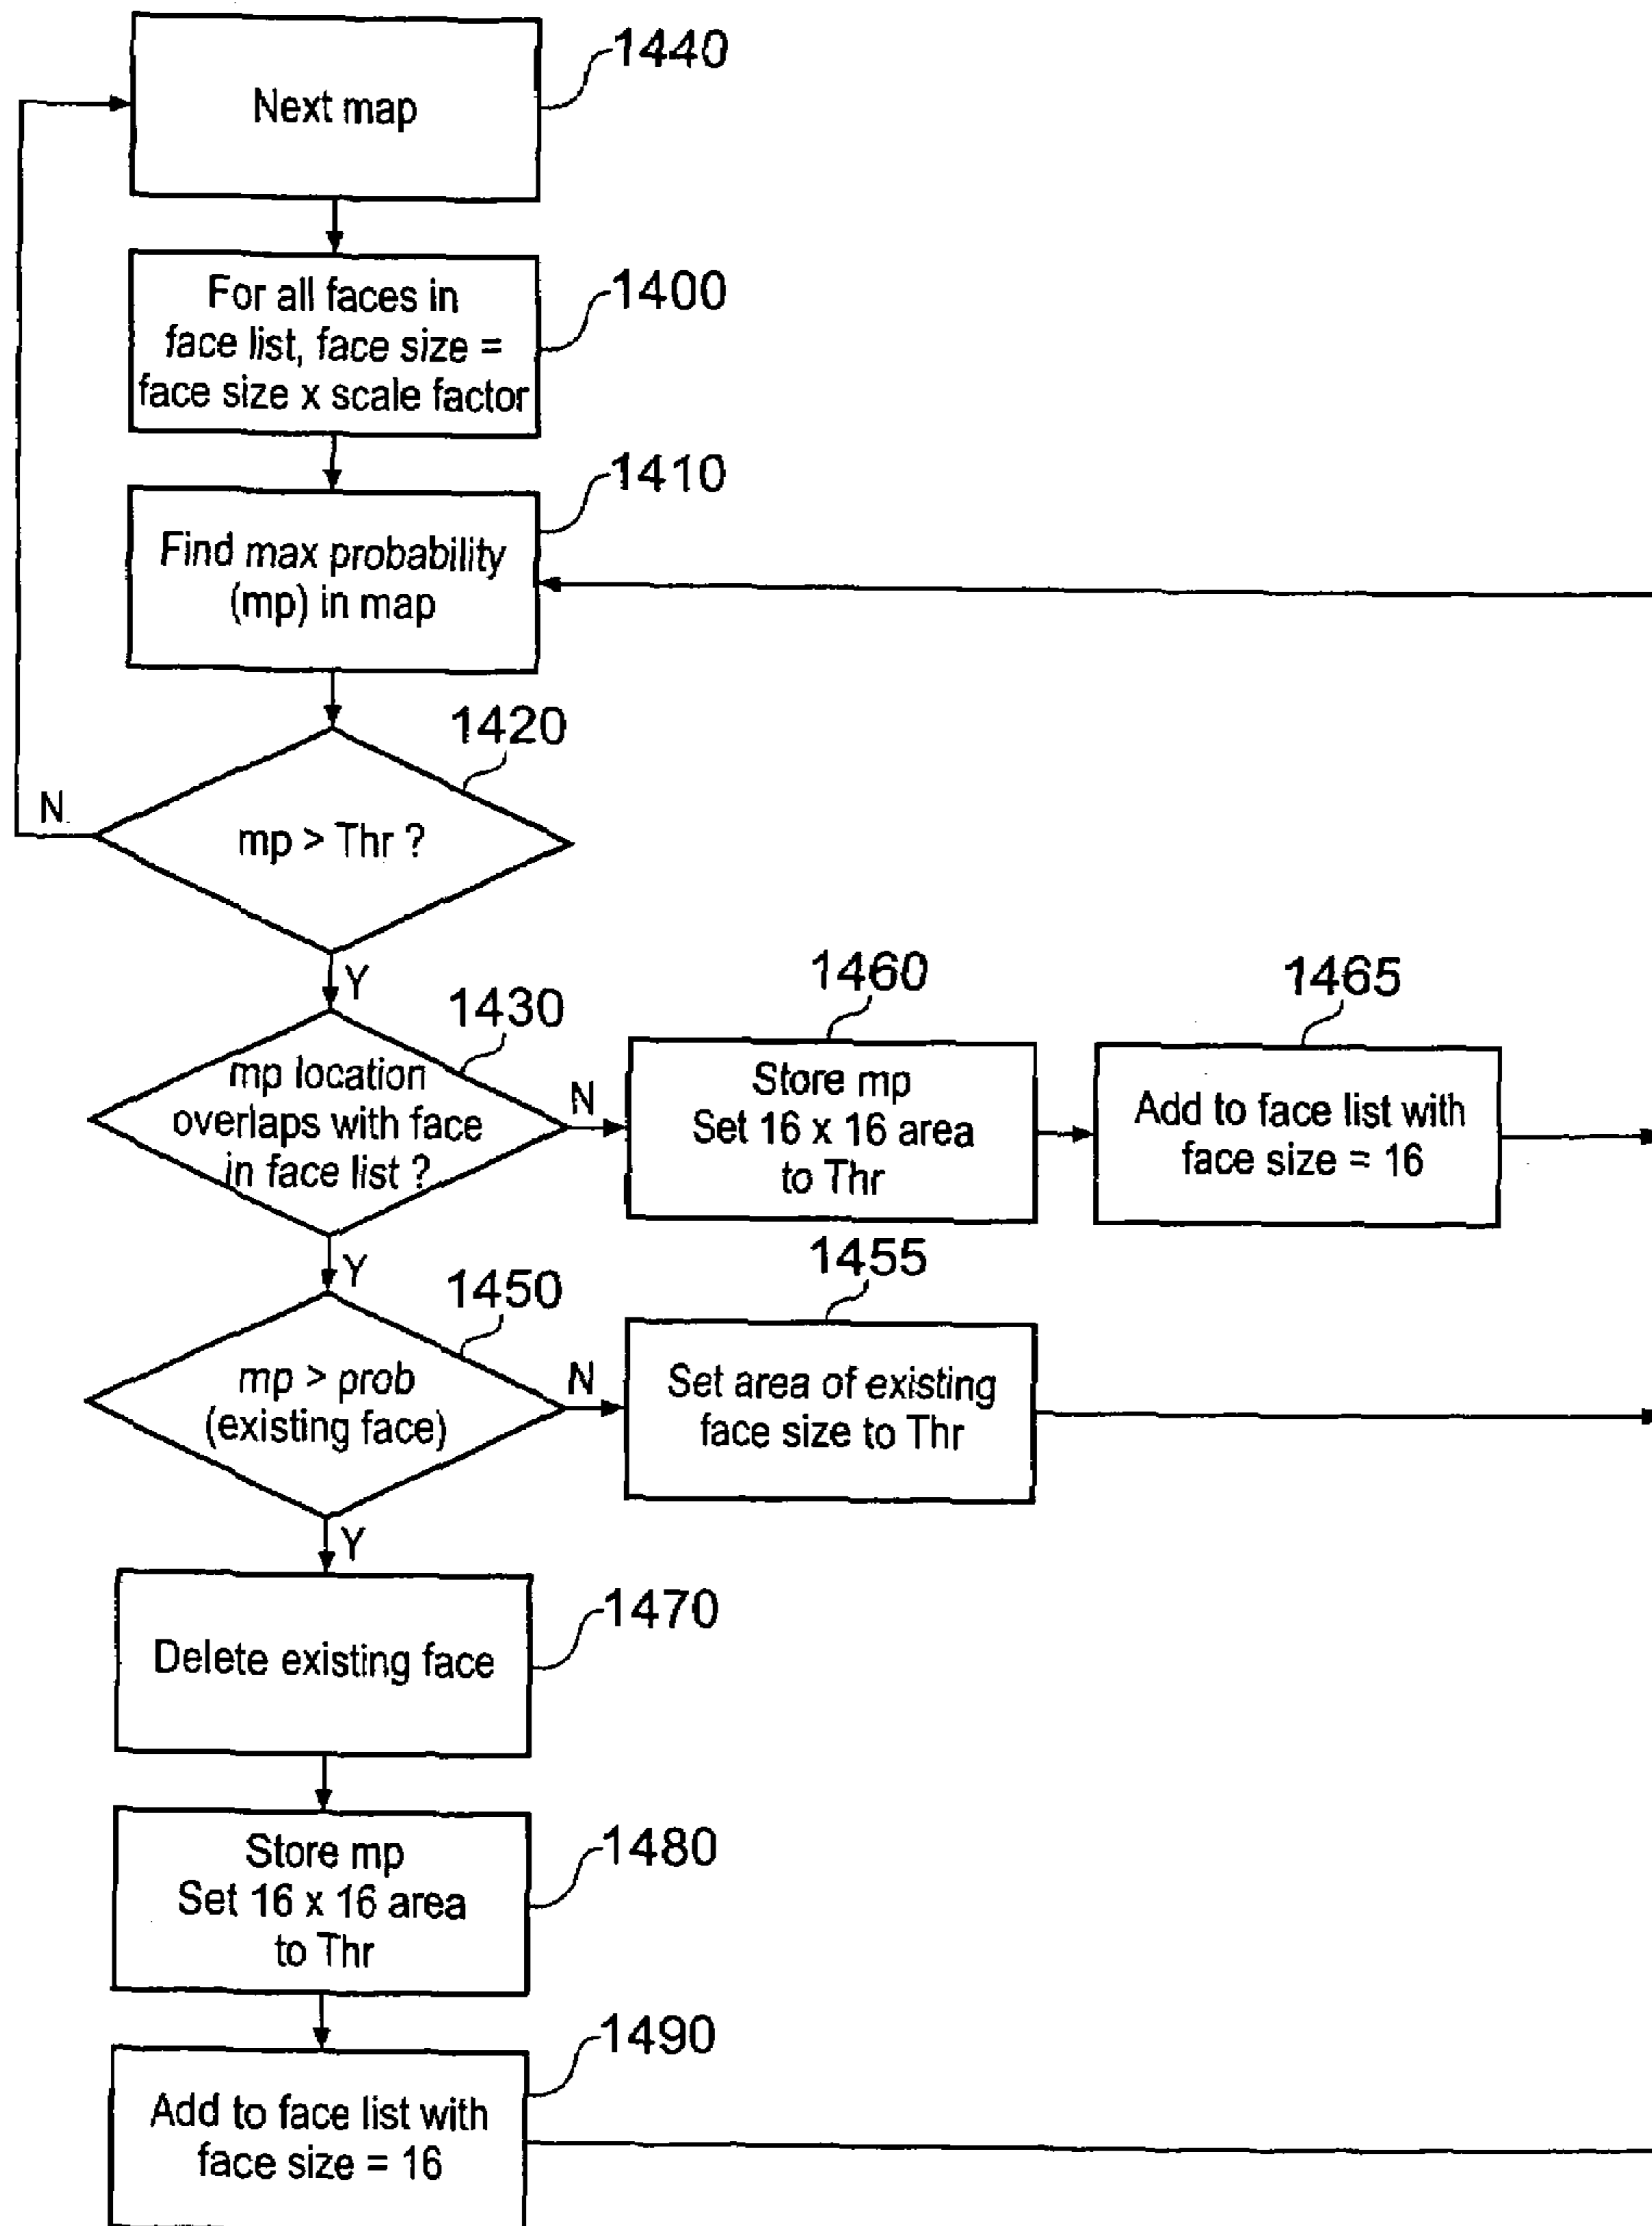 1440
Next map
1400
For all faces in
face list, face size =
face size x scale factor
1410
Find max probability
(mp) in map
1420
N
mp > Thr ?
Y
1430
mp location
overlaps with face
in face list ?
N
1460
Store mp
Set 16 x 16 area
to Thr
1465
Add to face list with
face size = 16
Y
1450
mp > prob
(existing face)
N
1455
Set area of existing
face size to Thr
Y
1470
Delete existing face
1480
Store mp
Set 16 x 16 area
to Thr
1490
Add to face list with
face size = 16